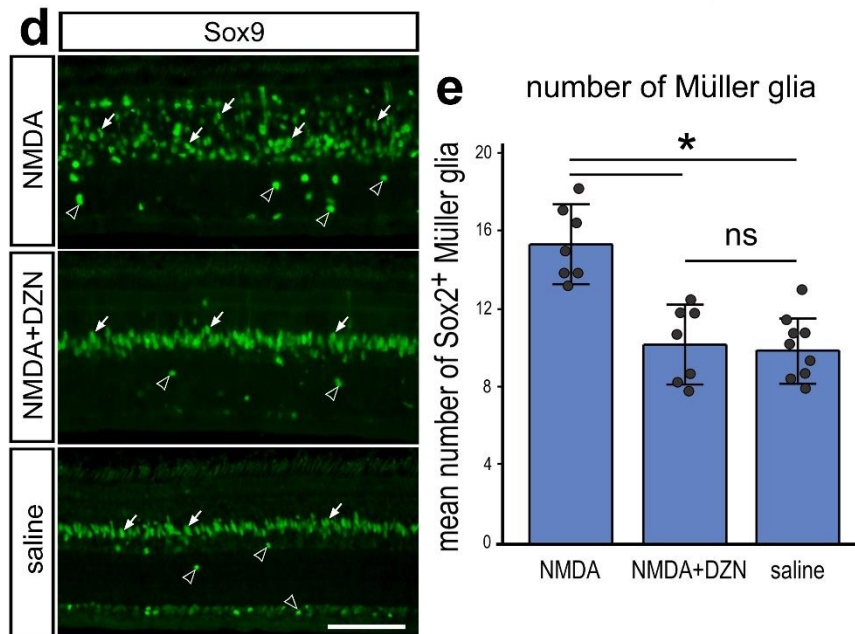 d
Sox9
NMDA
NMDA+DZN
saline
e
number of Müller glia
mean number of Sox2⁺ Müller glia
20
16
12
8
4
0
*
ns
NMDA
NMDA+DZN
saline